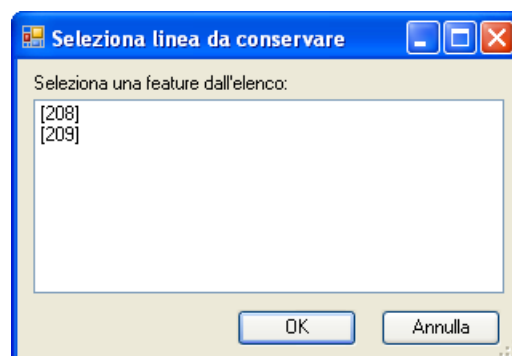 Seleziona linea da conservare
Seleziona una feature dall'elenco:
[208]
[209]
OK Annulla